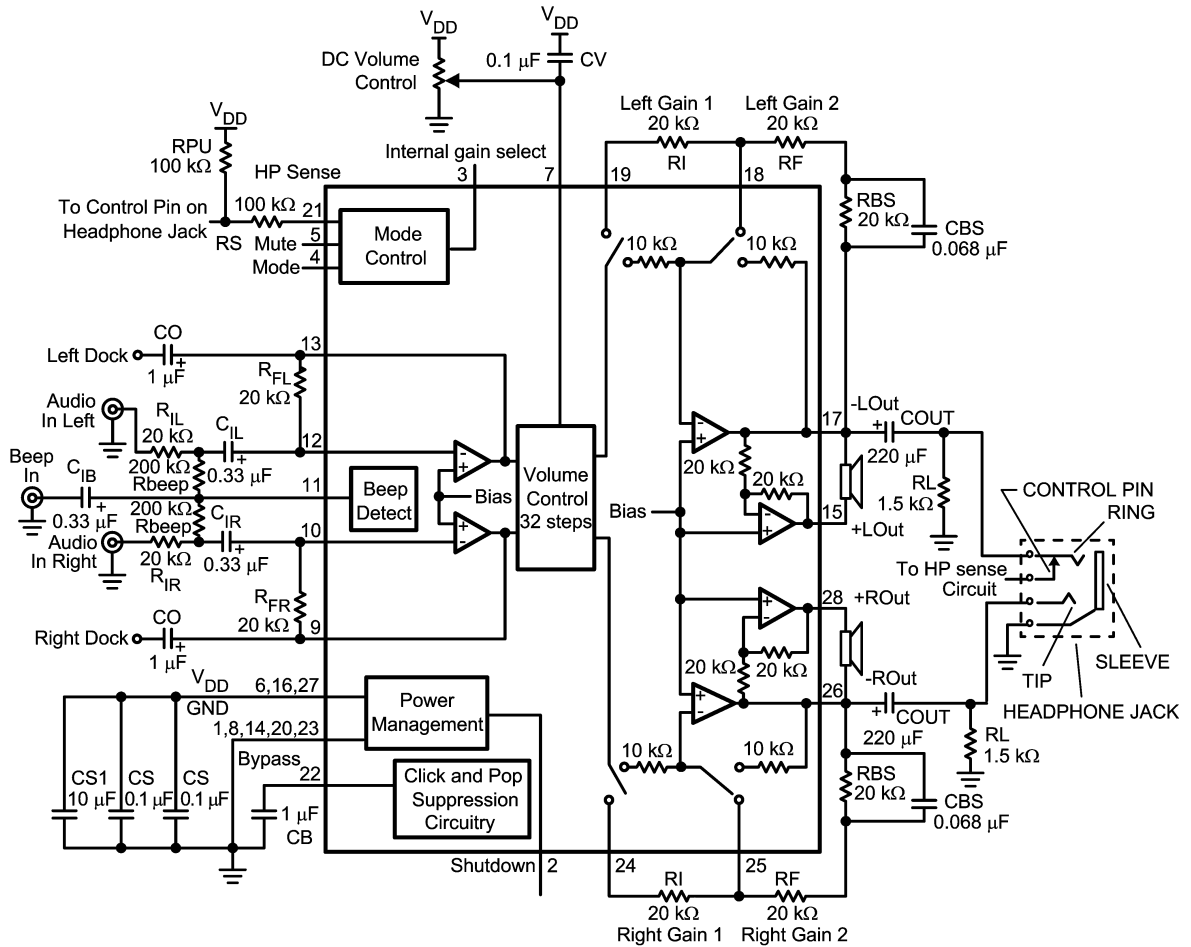 V
DD
DC Volume
Control
V
DD
0.1 µF
CV
Left Gain 1
20 kΩ
RI
Left Gain 2
20 kΩ
RF
V
DD
RPU
100 kΩ
HP Sense
Internal gain select
3
7
19
18
To Control Pin on
Headphone Jack
100 kΩ
RS
21
Mute
5
Mode
4
Mode
Control
10 kΩ
10 kΩ
RBS
20 kΩ
CBS
0.068 µF
Left Dock
CO
+
1 µF
13
RFL
20 kΩ
Audio
In Left
RIL
20 kΩ
CIL
+
0.33 µF
12
200 kΩ
Rbeep
Beep
In
CIB
+
0.33 µF
11
Beep
Detect
200 kΩ
Rbeep
CIR
+
0.33 µF
10
Audio
In Right
20 kΩ
RIR
-
+
Bias
+
-
Volume
Control
32 steps
Bias
-
+
20 kΩ
20 kΩ
-
+
17
-LOut
COUT
+
220 µF
RL
1.5 kΩ
15
+LOut
CONTROL PIN
RING
To HP sense
Circuit
RFR
20 kΩ
9
Right Dock
CO
+
1 µF
+
-
28
+ROut
20 kΩ
20 kΩ
+
-
26
-ROut
+
COUT
220 µF
RL
1.5 kΩ
TIP
SLEEVE
HEADPHONE JACK
VDD
6,16,27
GND
1,8,14,20,23
Power
Management
Bypass
22
Click and Pop
Suppression
Circuitry
CS1
10 µF
CS
0.1 µF
CS
0.1 µF
1 µF
CB
10 kΩ
10 kΩ
RBS
20 kΩ
CBS
0.068 µF
Shutdown
2
24
25
RI
20 kΩ
Right Gain 1
RF
20 kΩ
Right Gain 2